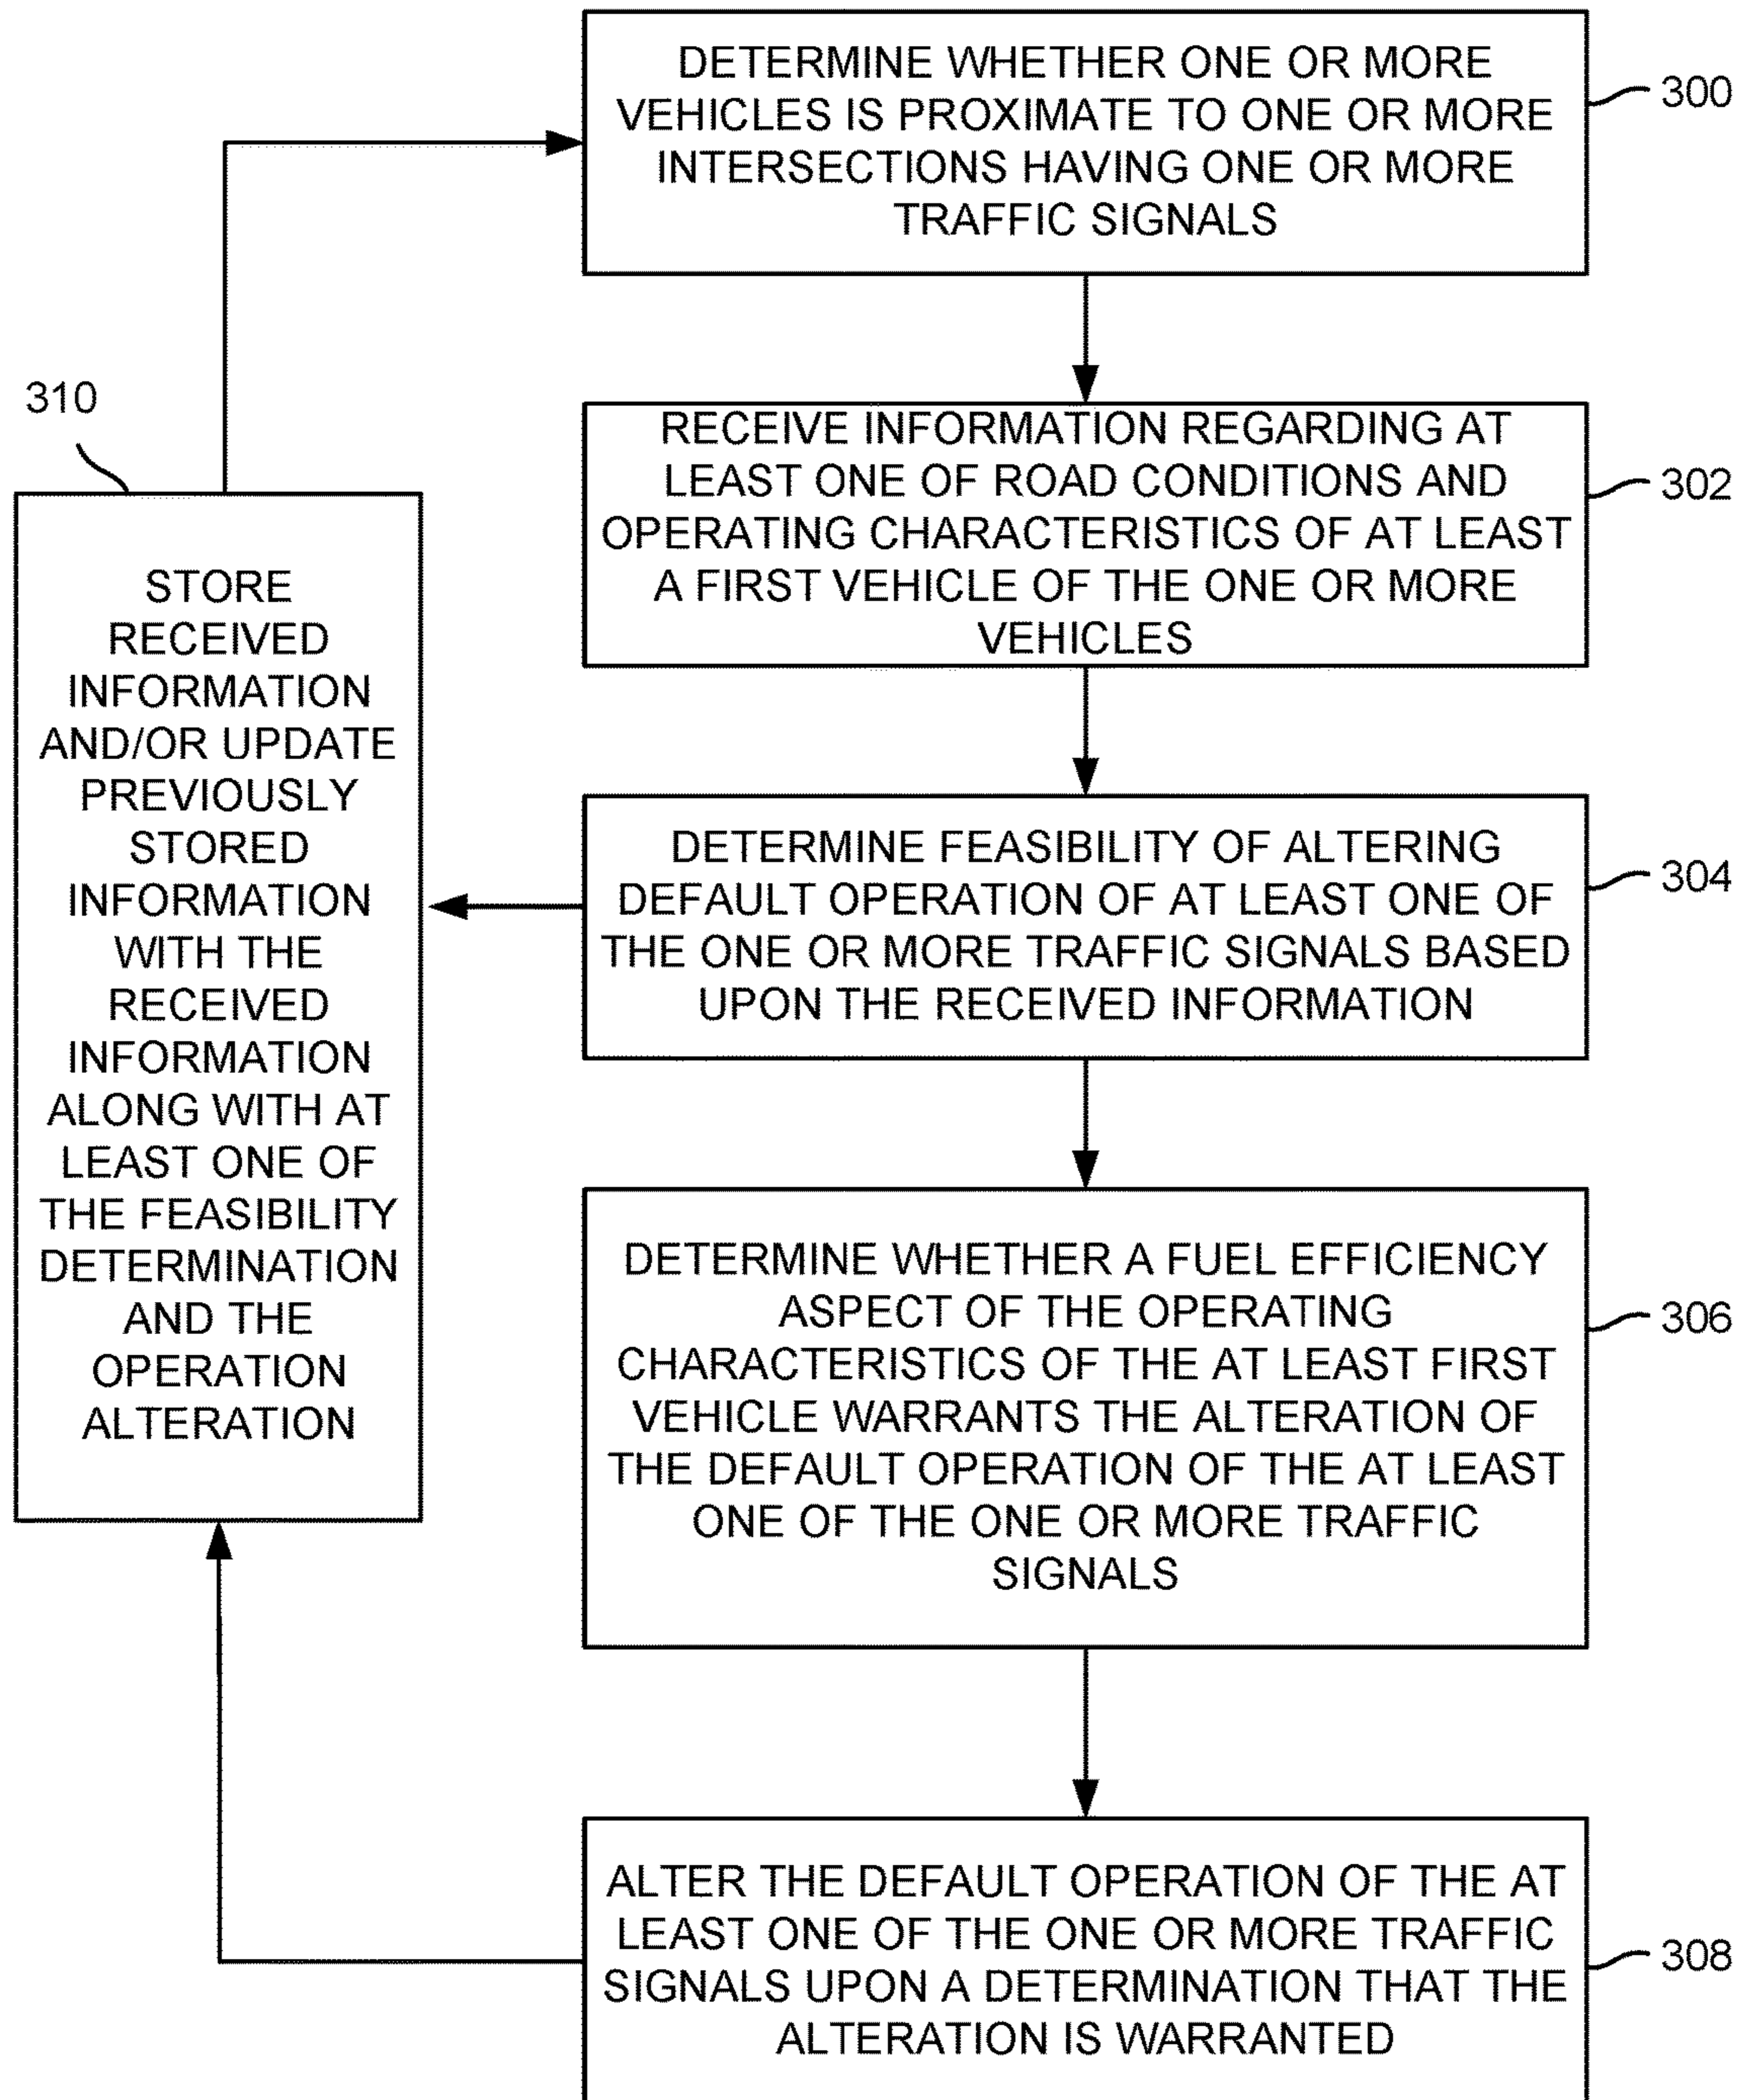 DETERMINE WHETHER ONE OR MORE
VEHICLES IS PROXIMATE TO ONE OR MORE
INTERSECTIONS HAVING ONE OR MORE
TRAFFIC SIGNALS
300
RECEIVE INFORMATION REGARDING AT
LEAST ONE OF ROAD CONDITIONS AND
OPERATING CHARACTERISTICS OF AT LEAST
A FIRST VEHICLE OF THE ONE OR MORE
VEHICLES
302
DETERMINE FEASIBILITY OF ALTERING
DEFAULT OPERATION OF AT LEAST ONE OF
THE ONE OR MORE TRAFFIC SIGNALS BASED
UPON THE RECEIVED INFORMATION
304
DETERMINE WHETHER A FUEL EFFICIENCY
ASPECT OF THE OPERATING
CHARACTERISTICS OF THE AT LEAST FIRST
VEHICLE WARRANTS THE ALTERATION OF
THE DEFAULT OPERATION OF THE AT LEAST
ONE OF THE ONE OR MORE TRAFFIC
SIGNALS
306
ALTER THE DEFAULT OPERATION OF THE AT
LEAST ONE OF THE ONE OR MORE TRAFFIC
SIGNALS UPON A DETERMINATION THAT THE
ALTERATION IS WARRANTED
308
310
STORE
RECEIVED
INFORMATION
AND/OR UPDATE
PREVIOUSLY
STORED
INFORMATION
WITH THE
RECEIVED
INFORMATION
ALONG WITH AT
LEAST ONE OF
THE FEASIBILITY
DETERMINATION
AND THE
OPERATION
ALTERATION